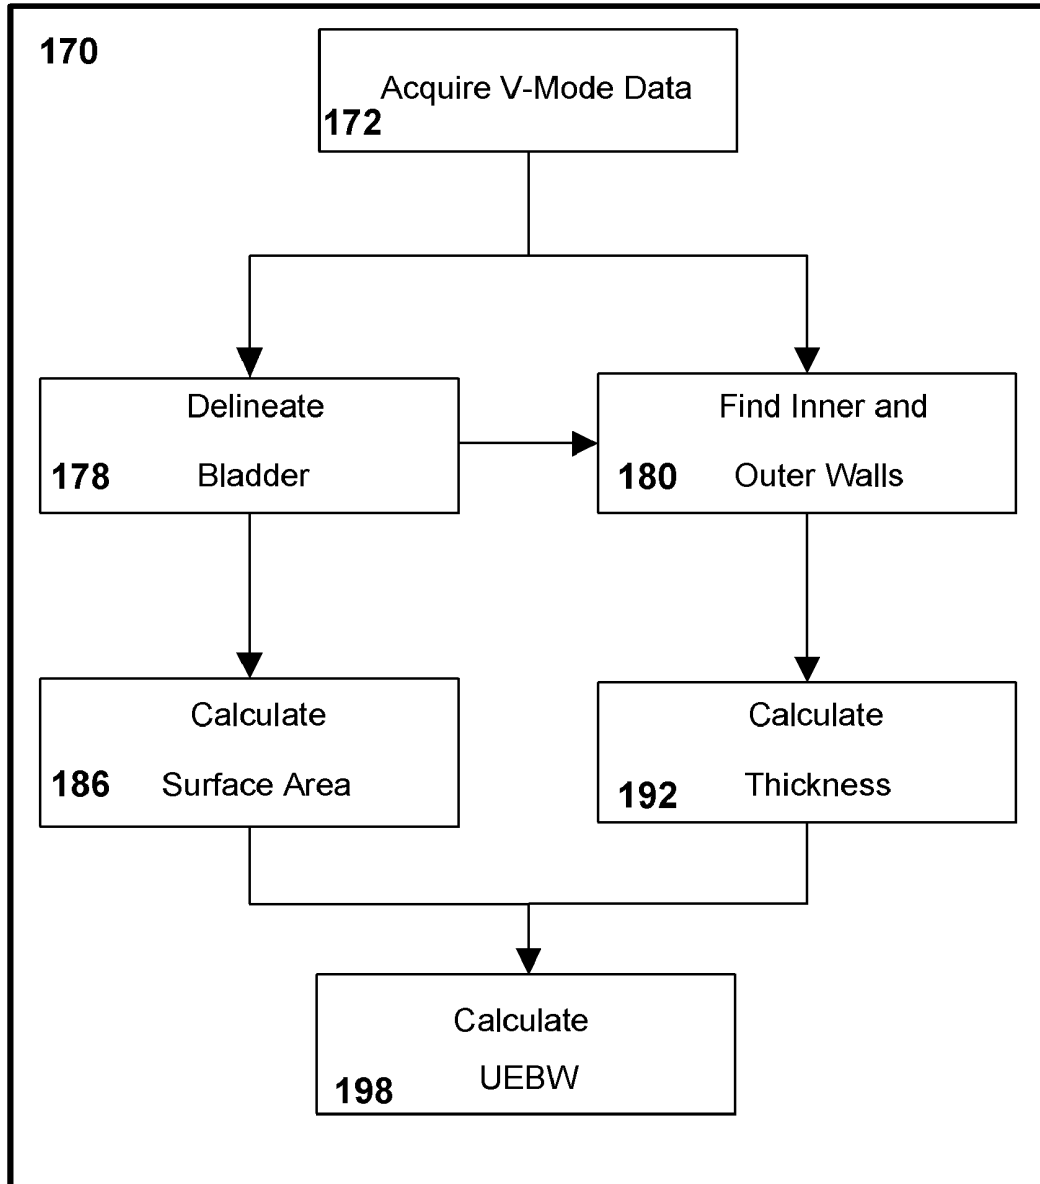 170
Acquire V-Mode Data
172
Delineate
178 Bladder
Find Inner and
180 Outer Walls
Calculate
186 Surface Area
Calculate
192 Thickness
Calculate
UEBW
198